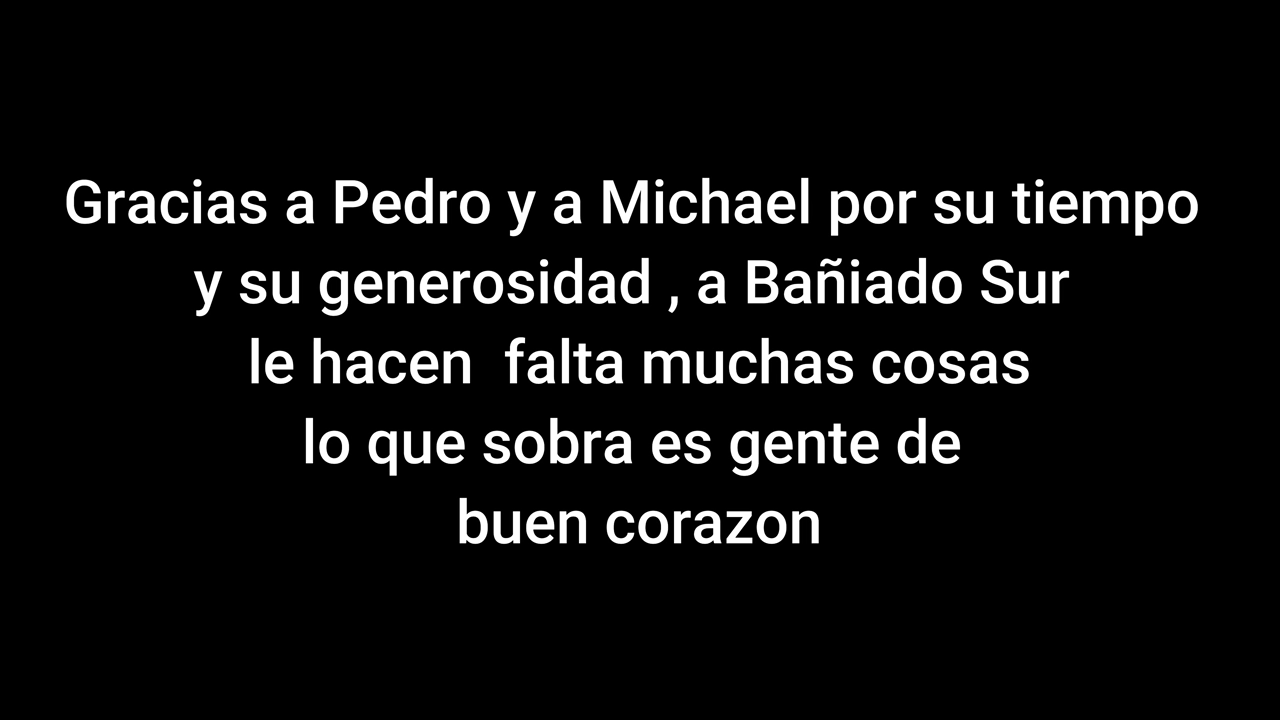 Gracias a Pedro y a Michael por su tiempo
y su generosidad , a Bañiado Sur
le hacen  falta muchas cosas
lo que sobra es gente de
buen corazon